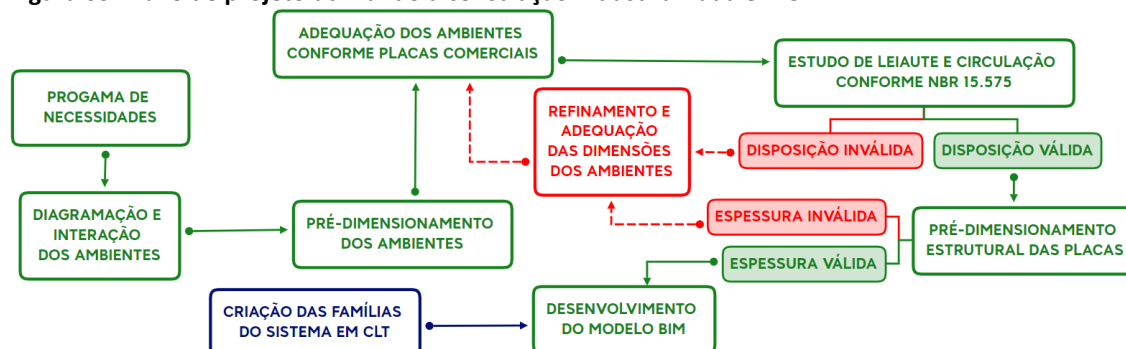 ADEQUAÇÃO DOS AMBIENTES
CONFORME PLACAS COMERCIAIS
ESTUDO DE LEIAUTE E CIRCULAÇÃO
CONFORME NBR 15.575
PROGAMA DE
NECESSIDADES
REFINAMENTO E
ADEQUAÇÃO
DAS DIMENSÕES
DOS AMBIENTES
DISPOSIÇÃO INVÁLIDA
DISPOSIÇÃO VÁLIDA
DIAGRAMAÇÃO E
INTERAÇÃO
DOS AMBIENTES
PRÉ-DIMENSIONAMENTO
DOS AMBIENTES
ESPESSURA INVÁLIDA
ESPESSURA VÁLIDA
PRÉ-DIMENSIONAMENTO
ESTRUTURAL DAS PLACAS
CRIAÇÃO DAS FAMÍLIAS
DO SISTEMA EM CLT
DESENVOLVIMENTO
DO MODELO BIM